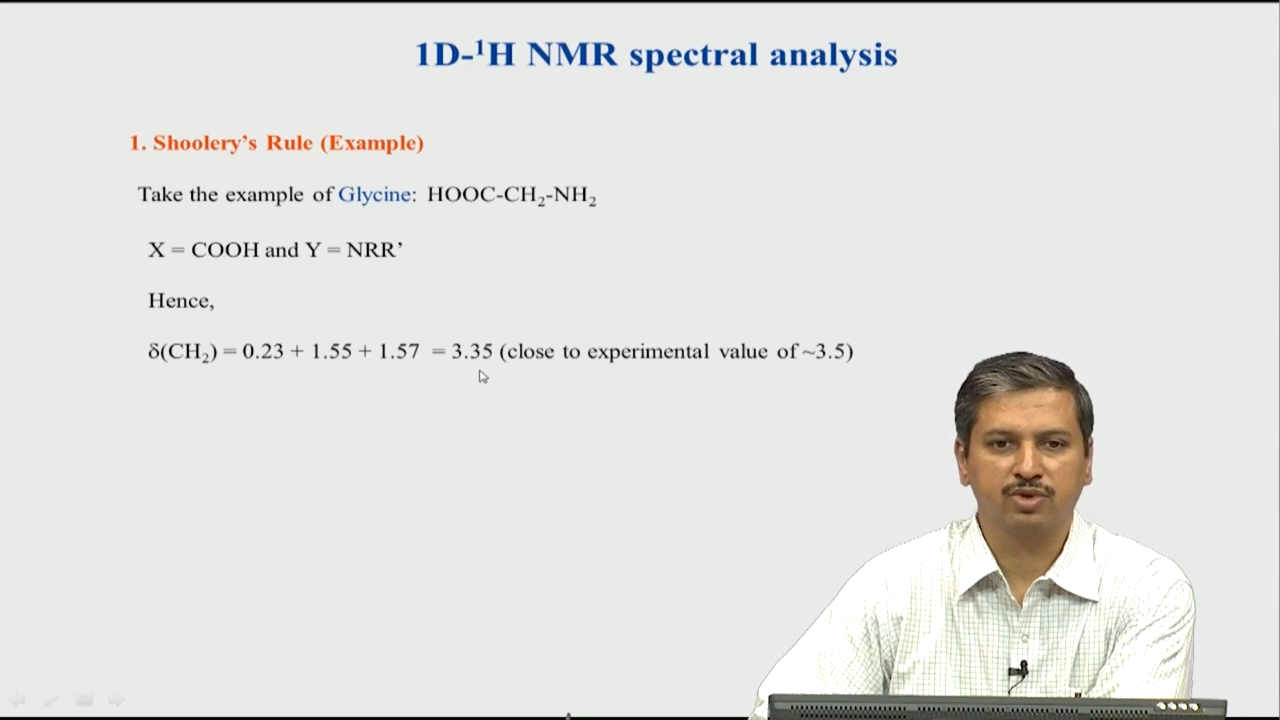 1D-¹H NMR spectral analysis
1. Shoolery’s Rule (Example)
Take the example of Glycine: HOOC-CH₂-NH₂
X = COOH and Y = NRR’
Hence,
δ(CH₂) = 0.23 + 1.55 + 1.57 = 3.35 (close to experimental value of ~3.5)